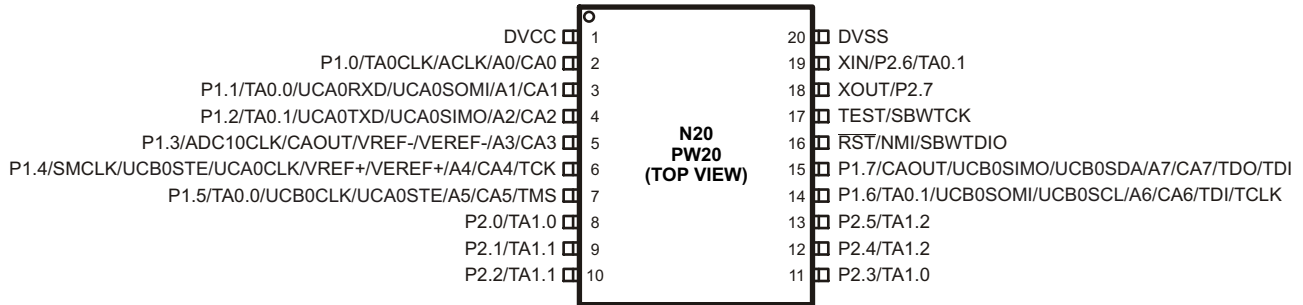 DVCC 1 20 DVSS
P1.0/TA0CLK/ACLK/A0/CA0 2 19 XIN/P2.6/TA0.1
P1.1/TA0.0/UCA0RXD/UCA0SOMI/A1/CA1 3 18 XOUT/P2.7
P1.2/TA0.1/UCA0TXD/UCA0SIMO/A2/CA2 4 17 TEST/SBWTCK
P1.3/ADC10CLK/CAOUT/VREF-/VEREF-/A3/CA3 5 N20 16 RST/NMI/SBWTDIO
PW20
P1.4/SMCLK/UCB0STE/UCA0CLK/VREF+/VEREF+/A4/CA4/TCK 6 (TOP VIEW) 15 P1.7/CAOUT/UCB0SIMO/UCB0SDA/A7/CA7/TDO/TDI
P1.5/TA0.0/UCB0CLK/UCA0STE/A5/CA5/TMS 7 14 P1.6/TA0.1/UCB0SOMI/UCB0SCL/A6/CA6/TDI/TCLK
P2.0/TA1.0 8 13 P2.5/TA1.2
P2.1/TA1.1 9 12 P2.4/TA1.2
P2.2/TA1.1 10 11 P2.3/TA1.0